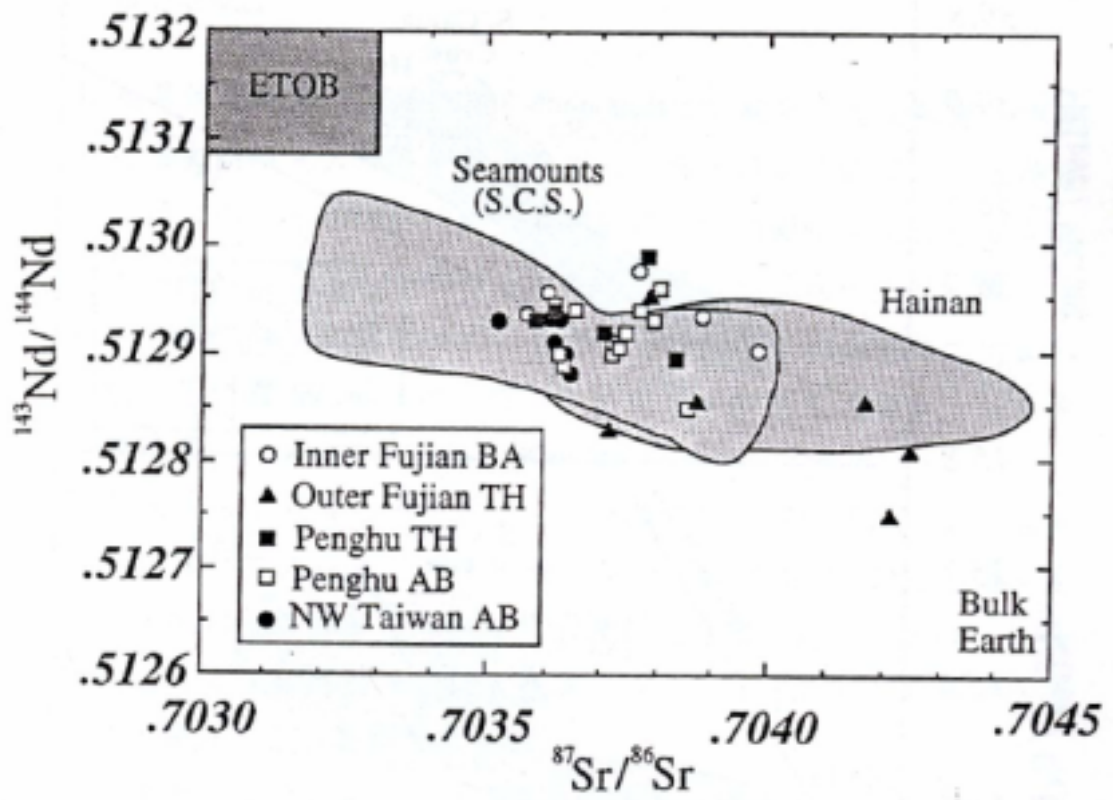 .5132
ETOB
.5131
Seamounts
(S.C.S.)
.5130
Hainan
.5129
.5128
.5127
.5126
143Nd/144Nd
○ Inner Fujian BA
▲ Outer Fujian TH
■ Penghu TH
□ Penghu AB
● NW Taiwan AB
Bulk
Earth
.7030
.7035
.7040
.7045
87Sr/86Sr